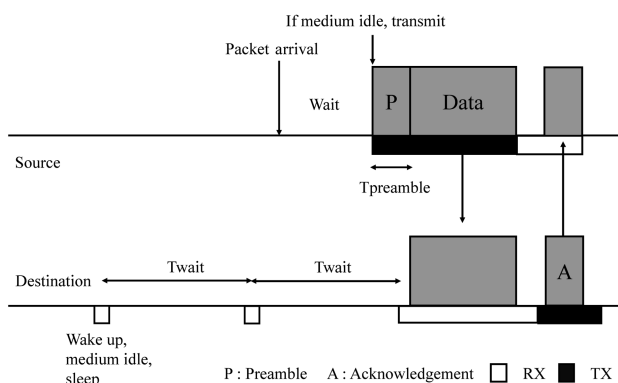 If medium idle, transmit
Packet arrival
Wait
P
Data
Source
Tpreamble
Twait
Twait
Destination
A
Wake up,
medium idle,
sleep
P : Preamble A : Acknowledgement RX TX